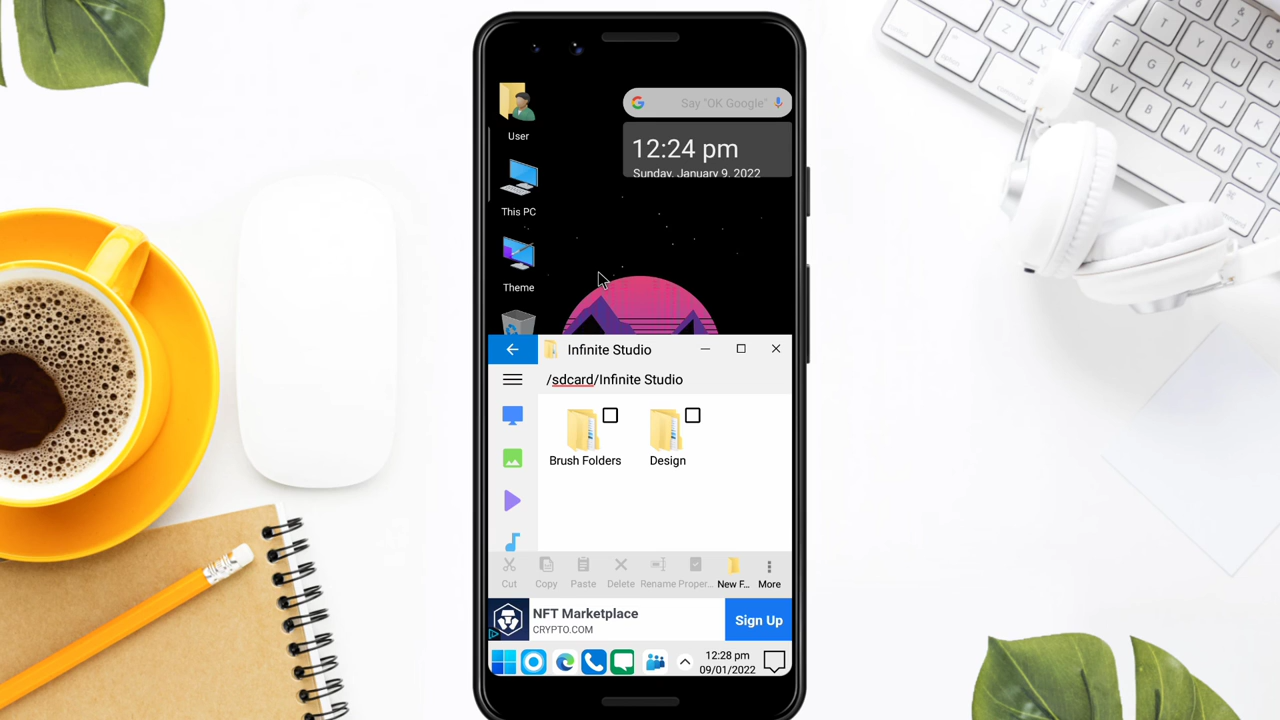 User
Say "OK Google"
12:24 pm
Sunday, January 9, 2022
This PC
Theme
Infinite Studio
/sdcard/Infinite Studio
Brush Folders
Design
Cut
Copy
Paste
Delete
Rename
Proper...
New F...
More
NFT Marketplace
CRYPTO.COM
Sign Up
12:28 pm
09/01/2022